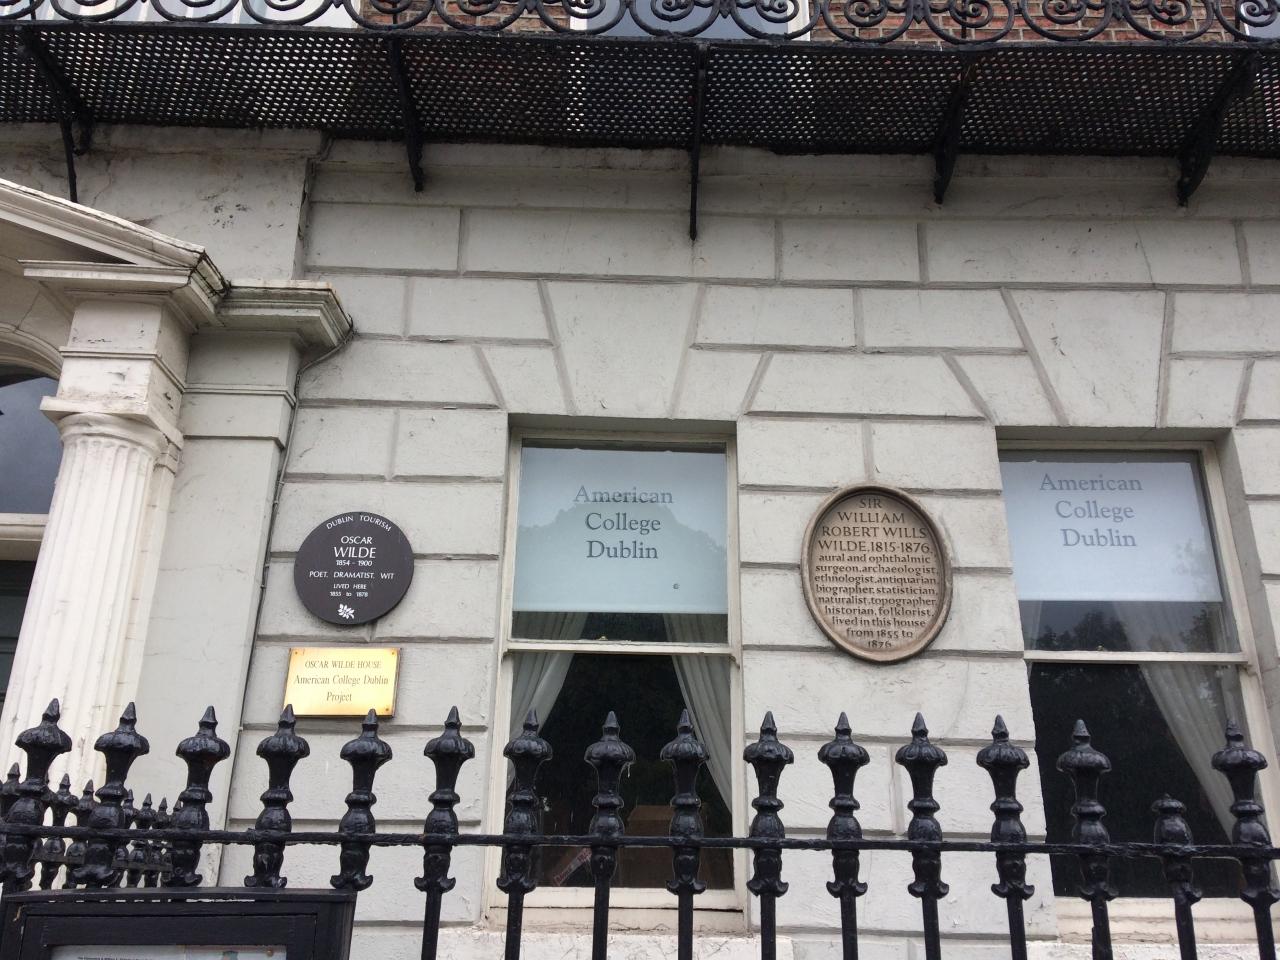 DUBLIN TOURISM
OSCAR
WILDE
1854 - 1900
POET. DRAMATIST. WIT
LIVED HERE
1855 to 1878
OSCAR WILDE HOUSE
American College Dublin
Project
American
College
Dublin
SIR
WILLIAM
ROBERT WILLS
WILDE, 1815-1876,
aural and ophthalmic
surgeon, archaeologist,
ethnologist, antiquarian,
biographer, statistician,
naturalist, topographer,
historian, folklorist,
lived in this house
from 1855 to
1876.
American
College
Dublin